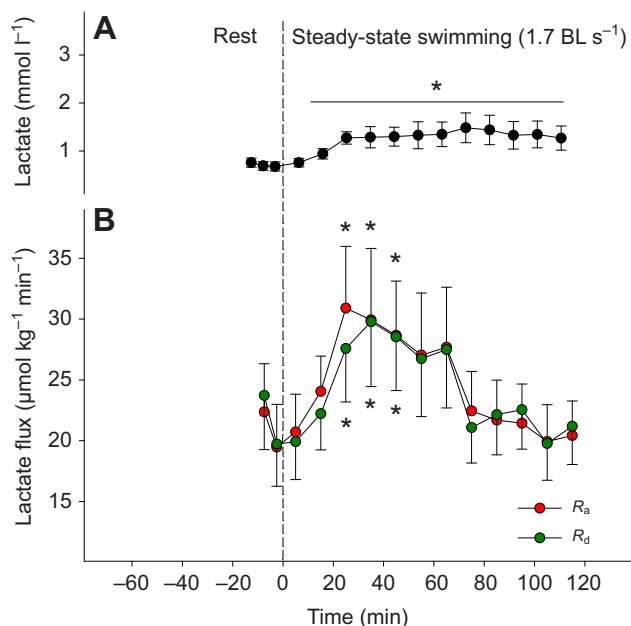 A
Rest
Steady-state swimming (1.7 BL s⁻¹)
Lactate (mmol l⁻¹)
3
2
1
*
B
Lactate flux (μmol kg⁻¹ min⁻¹)
35
30
25
20
15
* * *
* * *
Rₐ
R_d
–60 –40 –20 0 20 40 60 80 100 120
Time (min)